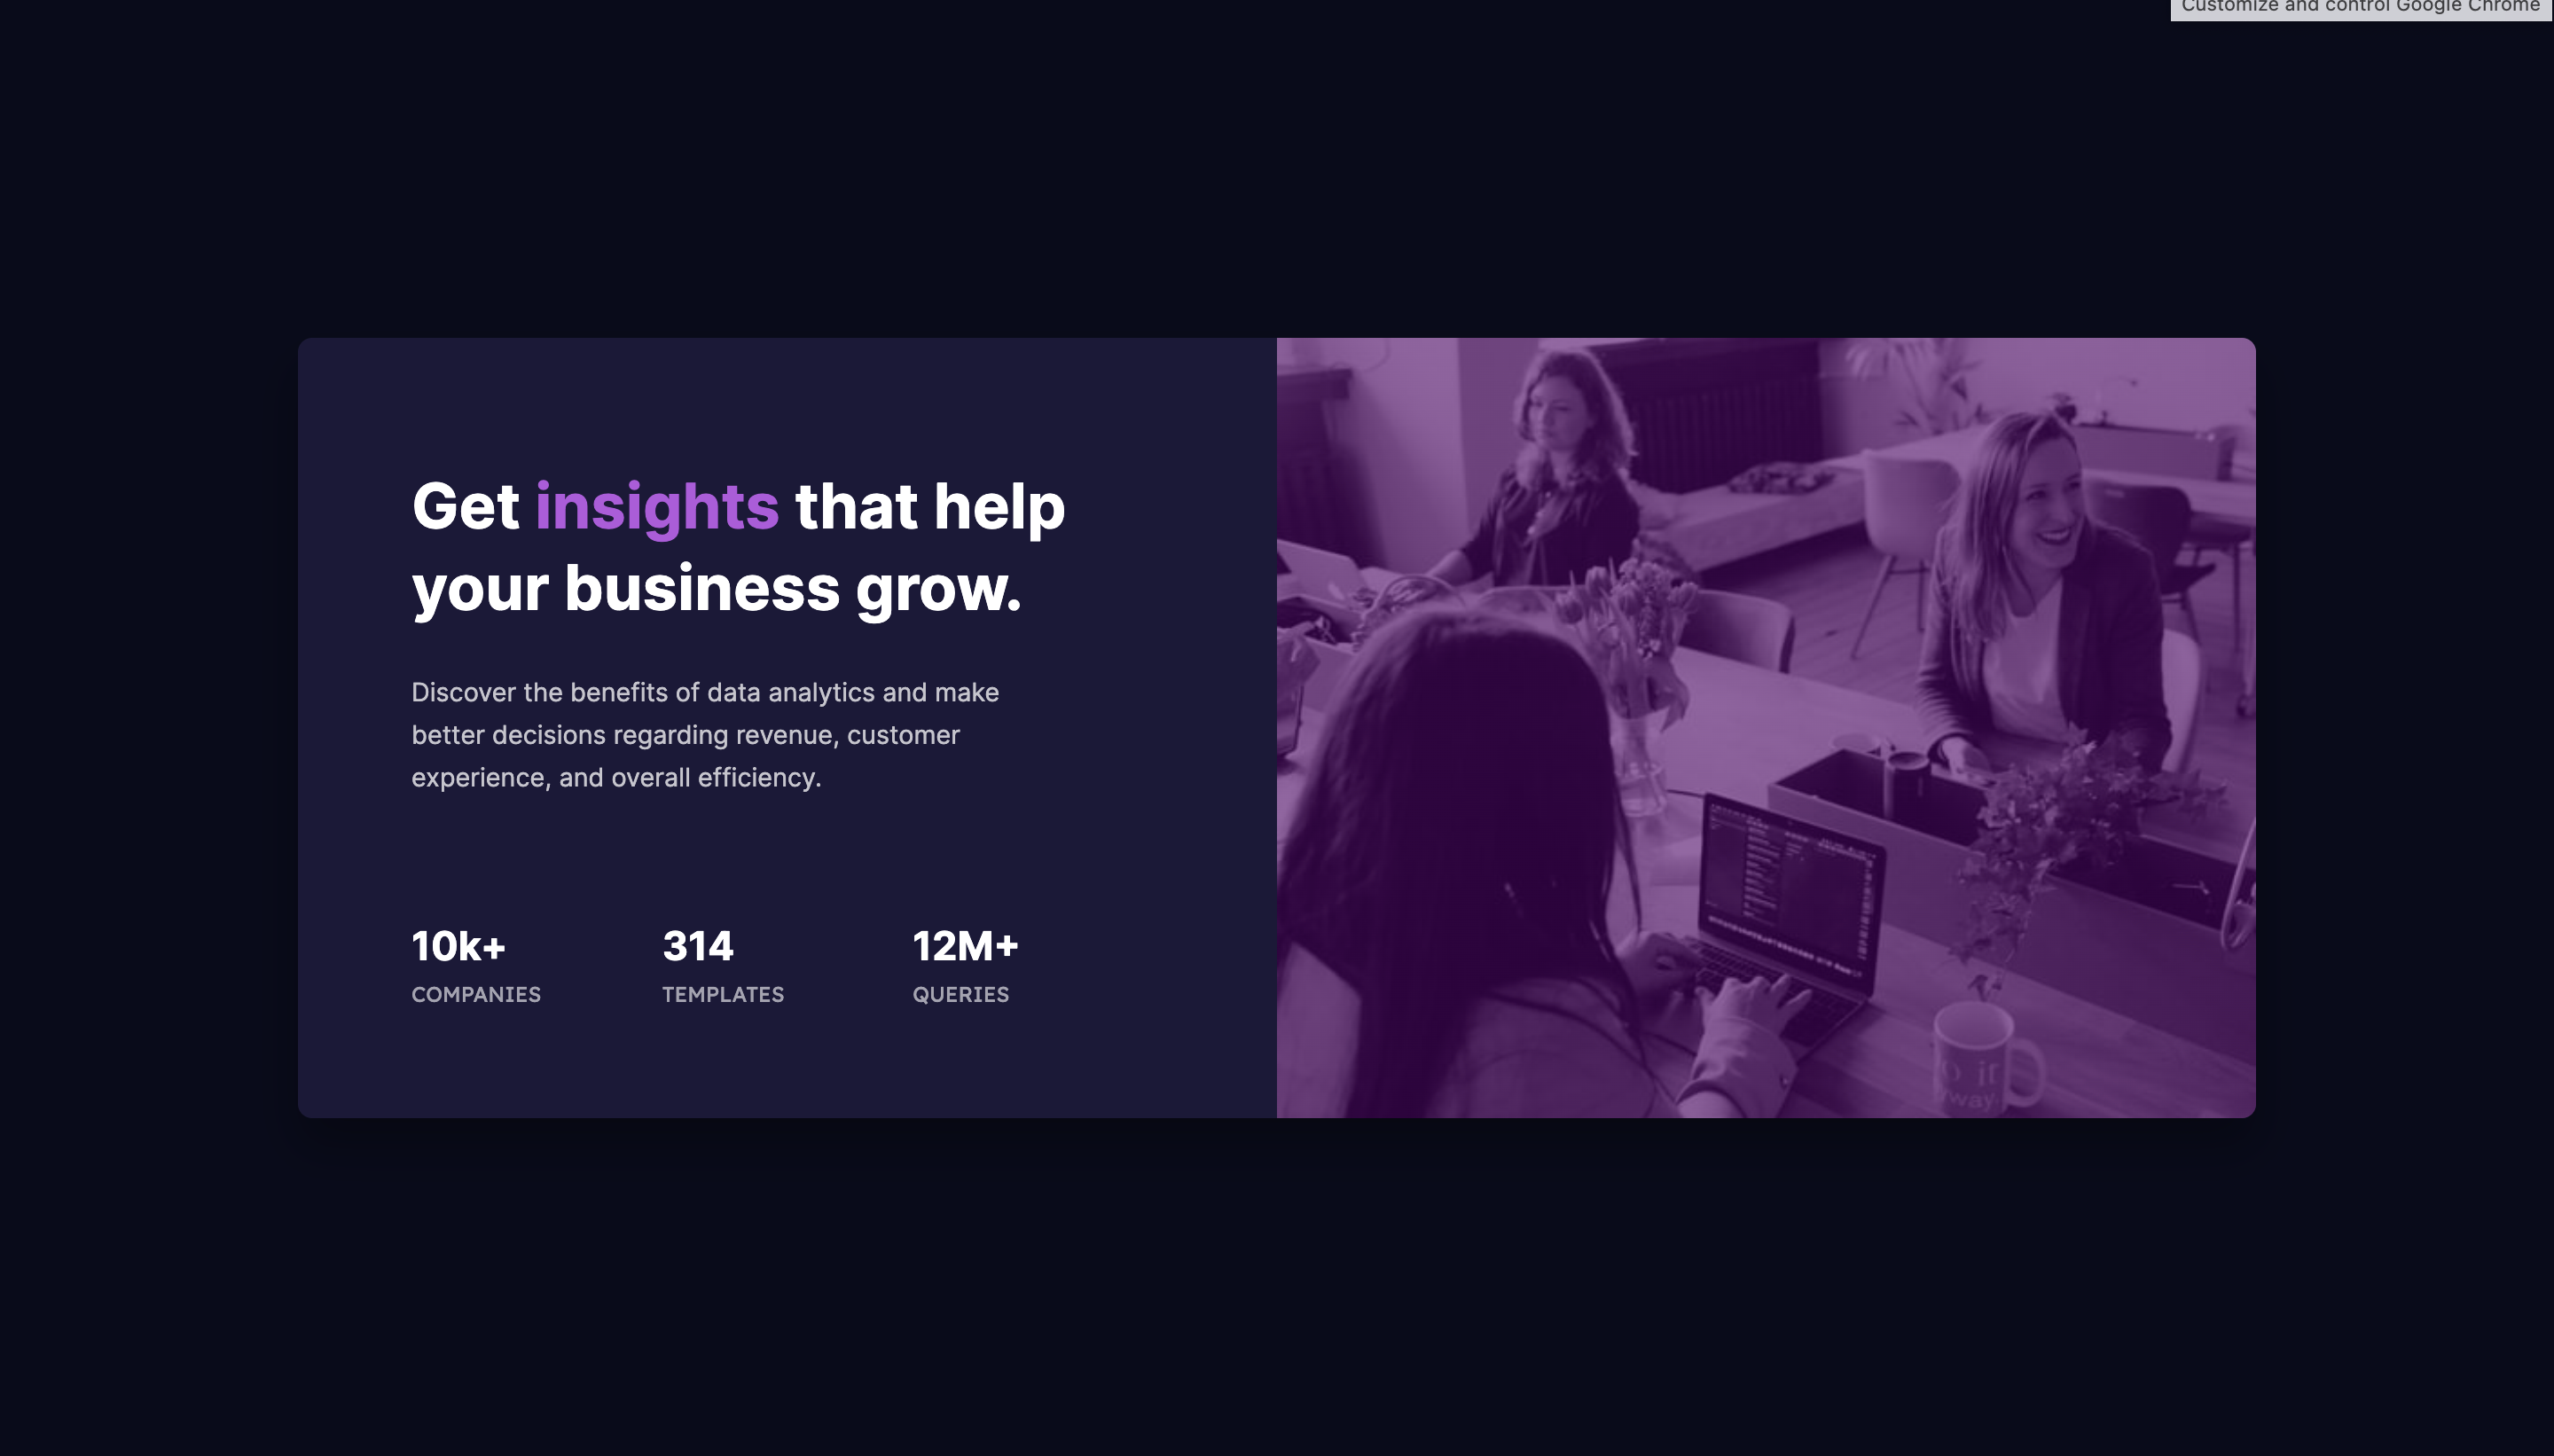 Customize and control Google Chrome
Get insights that help
your business grow.
Discover the benefits of data analytics and make
better decisions regarding revenue, customer
experience, and overall efficiency.
10k+ 314 12M+
COMPANIES TEMPLATES QUERIES